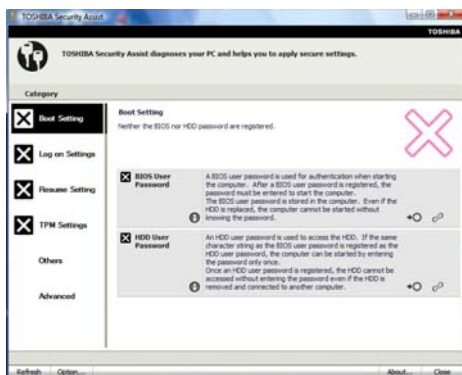 TOSHIBA Security Assist
TOSHIBA
TOSHIBA Security Assist diagnoses your PC and helps you to apply secure settings.
Category
Boot Setting
Log on Settings
Resume Setting
TPM Settings
Others
Advanced
Boot Setting
Neither the BIOS nor HDD password are registered.
BIOS User
Password
A BIOS user password is used for authentication when starting
the computer. After a BIOS user password is registered, the
password must be entered to start the computer.
The BIOS user password is stored in the computer. Even if the
HDD is replaced, the computer cannot be started without
knowing the password.
HDD User
Password
An HDD user password is used to access the HDD. If the same
character string as the BIOS user password is registered as the
HDD user password, the computer can be started by entering
the password only once.
Once an HDD user password is registered, the HDD cannot be
accessed without entering the password even if the HDD is
removed and connected to another computer.
Refresh Option... About... Close